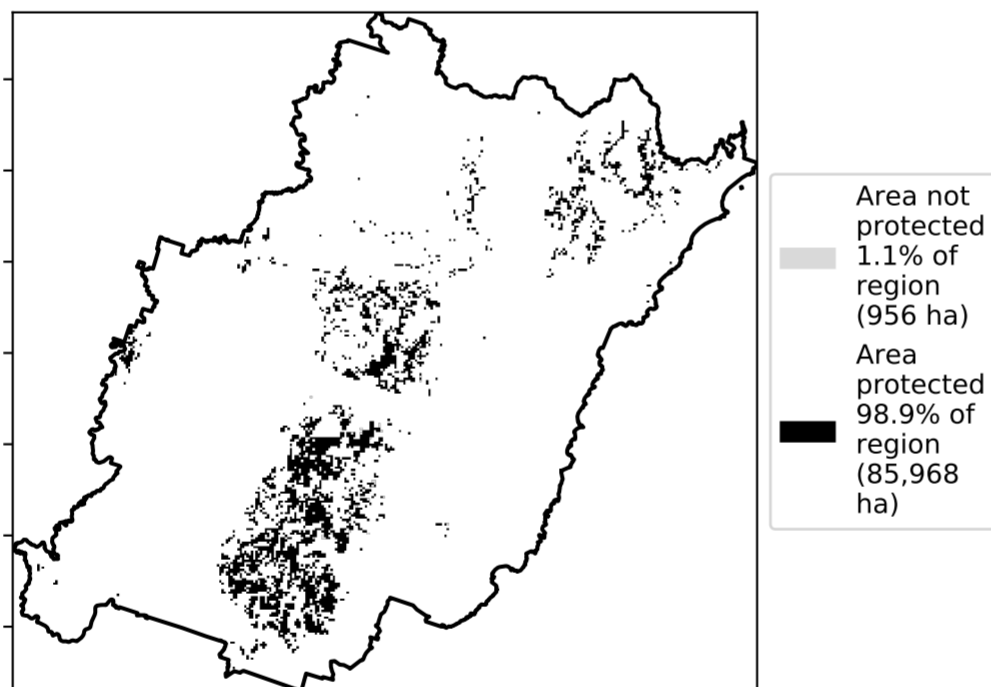 Area not
protected
1.1% of
region
(956 ha)
Area
protected
98.9% of
region
(85,968
ha)